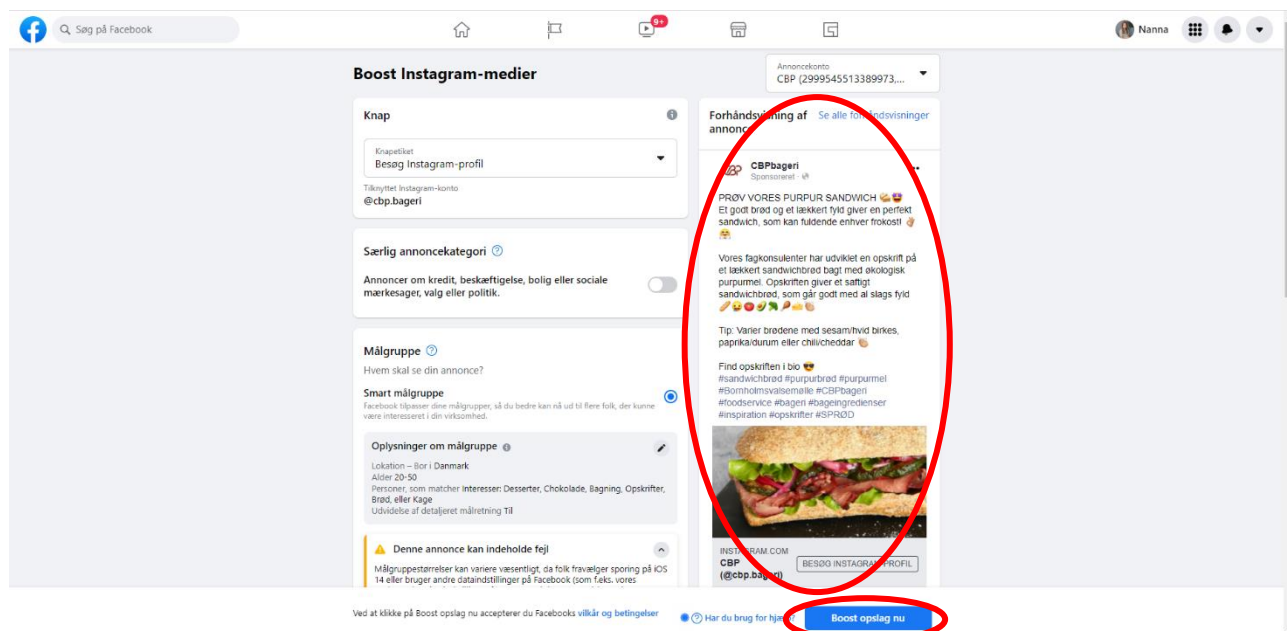 Søg på Facebook
9+
Nanna
Boost Instagram-medier
Annoncekonto
CBP (2999545513389973,...
Knap
Knapetiket
Besøg Instagram-profil
Tilknyttet Instagram-konto
@cbp.bageri
Særlig annoncekategori
Annoncer om kredit, beskæftigelse, bolig eller sociale
mærkesager, valg eller politik.
Målgruppe
Hvem skal se din annonce?
Smart målgruppe
Facebook tilpasser dine målgrupper, så du bedre kan nå ud til flere folk, der kunne
være interesseret i din virksomhed.
Oplysninger om målgruppe
Lokation – Bor i Danmark
Alder 20-50
Personer, som matcher Interesser: Desserter, Chokolade, Bagning, Opskrifter,
Brød, eller Kage
Udvidelse af detaljeret målretning Til
Denne annonce kan indeholde fejl
Målgruppestørrelser kan variere væsentligt, da folk fravælger sporing på iOS
14 eller bruger andre dataindstillinger på Facebook (som f.eks. vores
Forhåndsvisning af
annonce
Se alle forhåndsvisninger
CBPbageri
Sponsoreret
PRØV VORES PURPUR SANDWICH 🌯🤩
Et godt brød og et lækkert fyld giver en perfekt
sandwich, som kan fuldende enhver frokost!
Vores fagkonsulenter har udviklet en opskrift på
et lækkert sandwichbrød bagt med økologisk
purpurmel. Opskriften giver et saftigt
sandwichbrød, som går godt med al slags fyld
Tip: Varier brødene med sesam/hvid birkes,
paprika/durum eller chili/cheddar
Find opskriften i bio 😎
#sandwichbrød #purpurbrød #purpurmel
#Bornholmsvalsemølle #CBPbageri
#foodservice #bageri #bageingredienser
#inspiration #opskrifter #SPRØD
INSTAGRAM.COM
CBP
(@cbp.bageri)
BESØG INSTAGRAM-PROFIL
Ved at klikke på Boost opslag nu accepterer du Facebooks vilkår og betingelser
Har du brug for hjælp?
Boost opslag nu